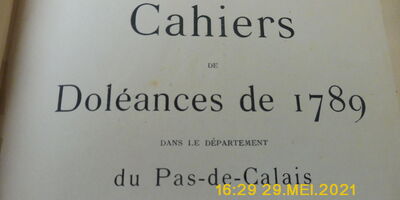 Cahiers
DE
Doléances de 1789
DANS LE DÉPARTEMENT
du Pas-de-Calais
16:29 29.MEI.2021